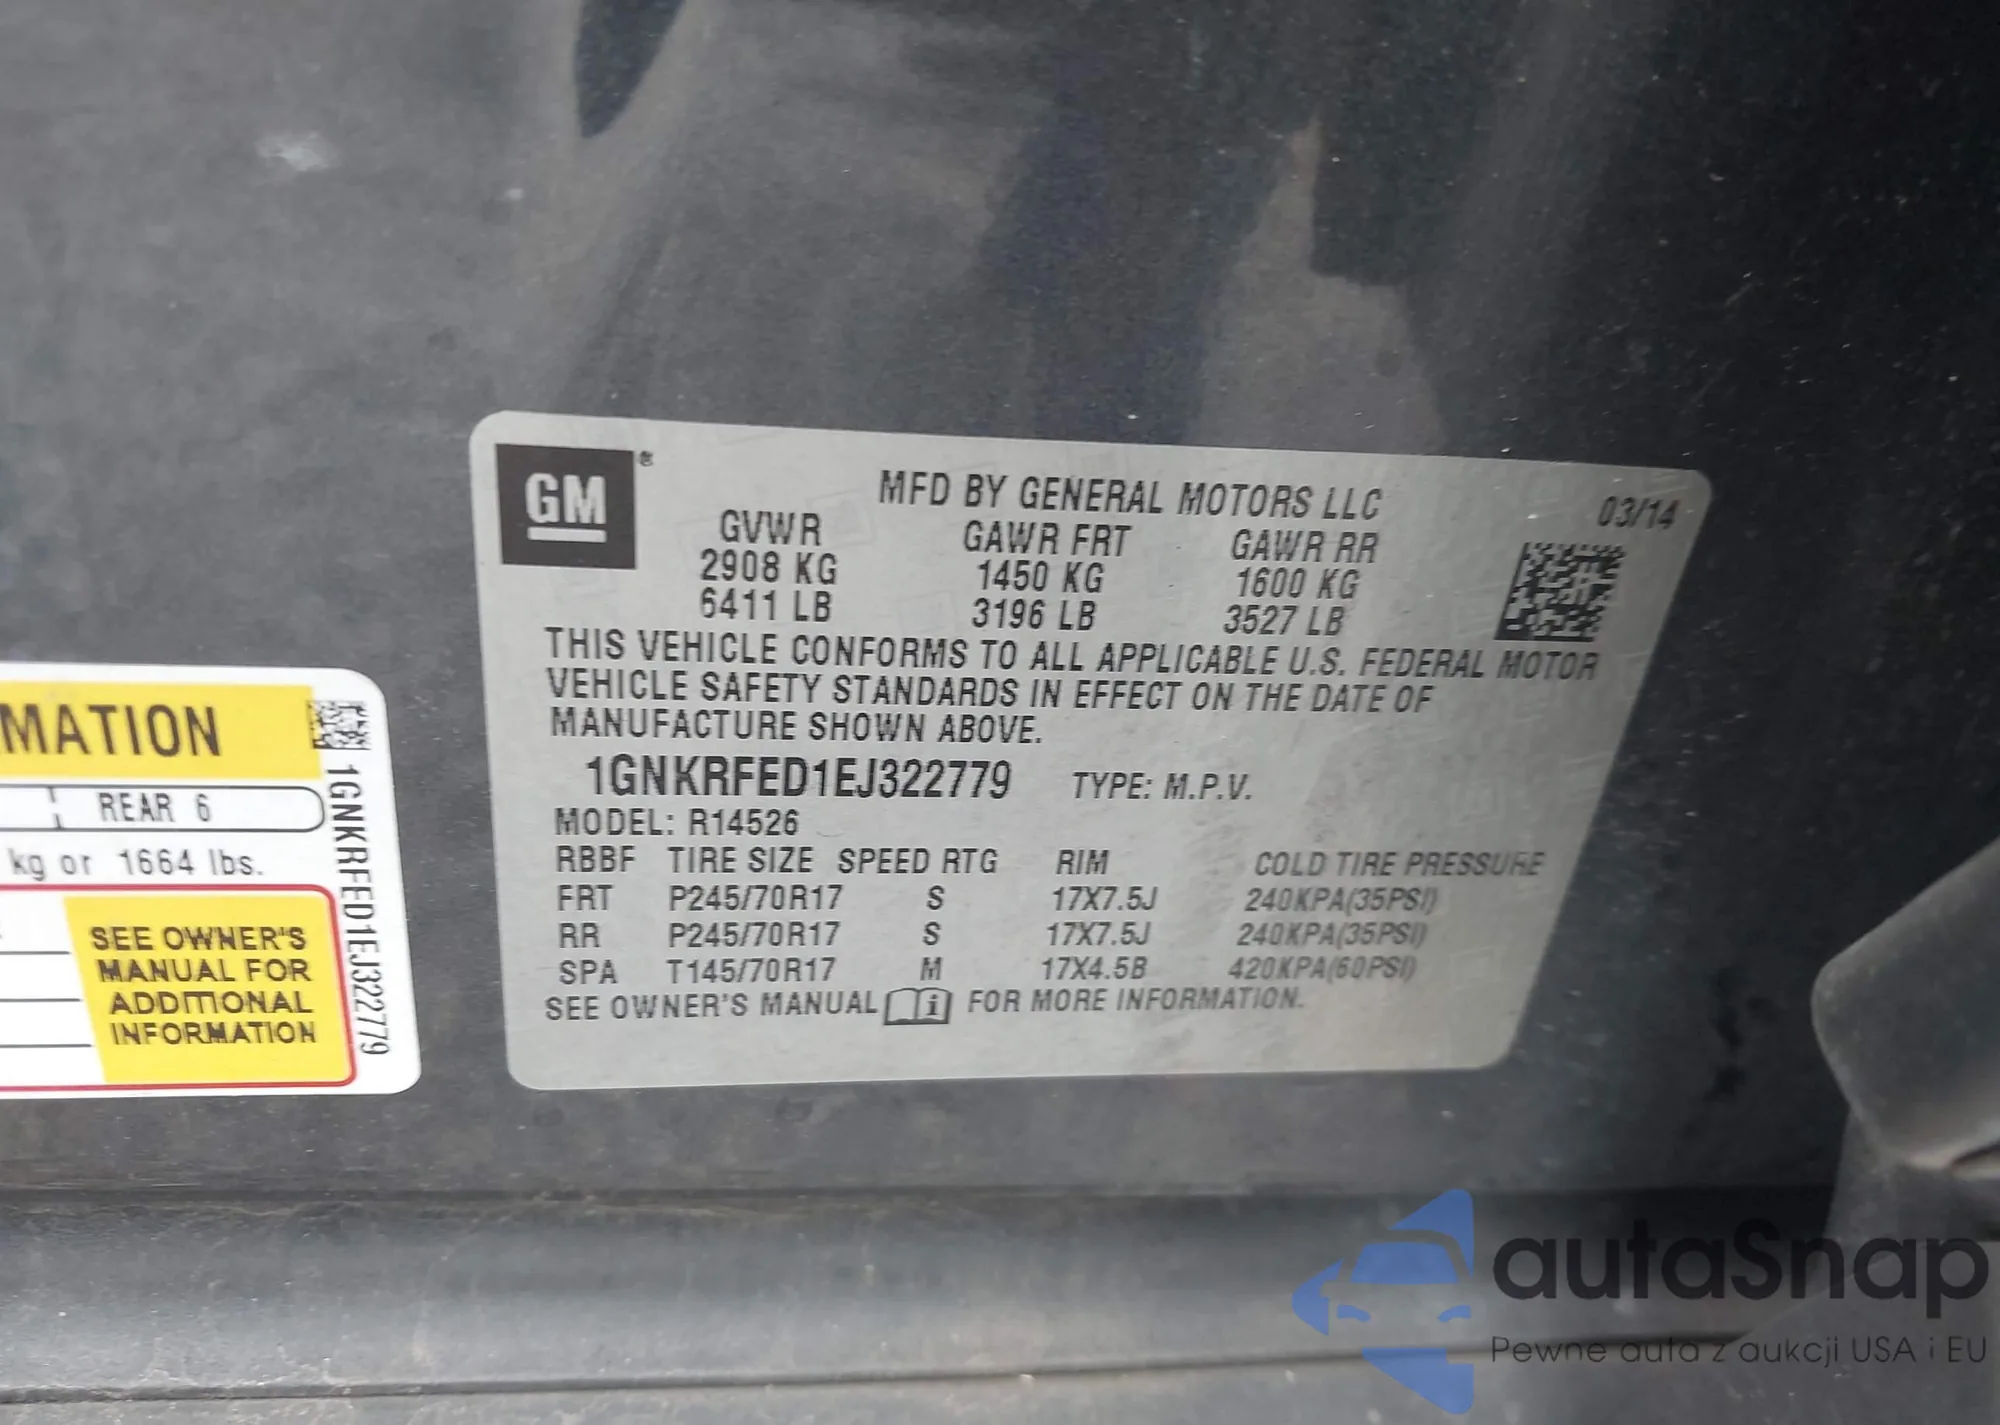 GM
MFD BY GENERAL MOTORS LLC
03/14
GVWR GAWR FRT GAWR RR
2908 KG 1450 KG 1600 KG
6411 LB 3196 LB 3527 LB
THIS VEHICLE CONFORMS TO ALL APPLICABLE U.S. FEDERAL MOTOR
VEHICLE SAFETY STANDARDS IN EFFECT ON THE DATE OF
MANUFACTURE SHOWN ABOVE.
1GNKRFED1EJ322779 TYPE: M.P.V.
MODEL: R14526
RBBF TIRE SIZE SPEED RTG RIM COLD TIRE PRESSURE
FRT P245/70R17 S 17X7.5J 240KPA(35PSI)
RR P245/70R17 S 17X7.5J 240KPA(35PSI)
SPA T145/70R17 M 17X4.5B 420KPA(60PSI)
SEE OWNER'S MANUAL i FOR MORE INFORMATION.
MATION
REAR 6
kg or 1664 lbs.
SEE OWNER'S
MANUAL FOR
ADDITIONAL
INFORMATION
1GNKRFED1EJ322779
autaSnap
Pewne auta z aukcji USA i EU